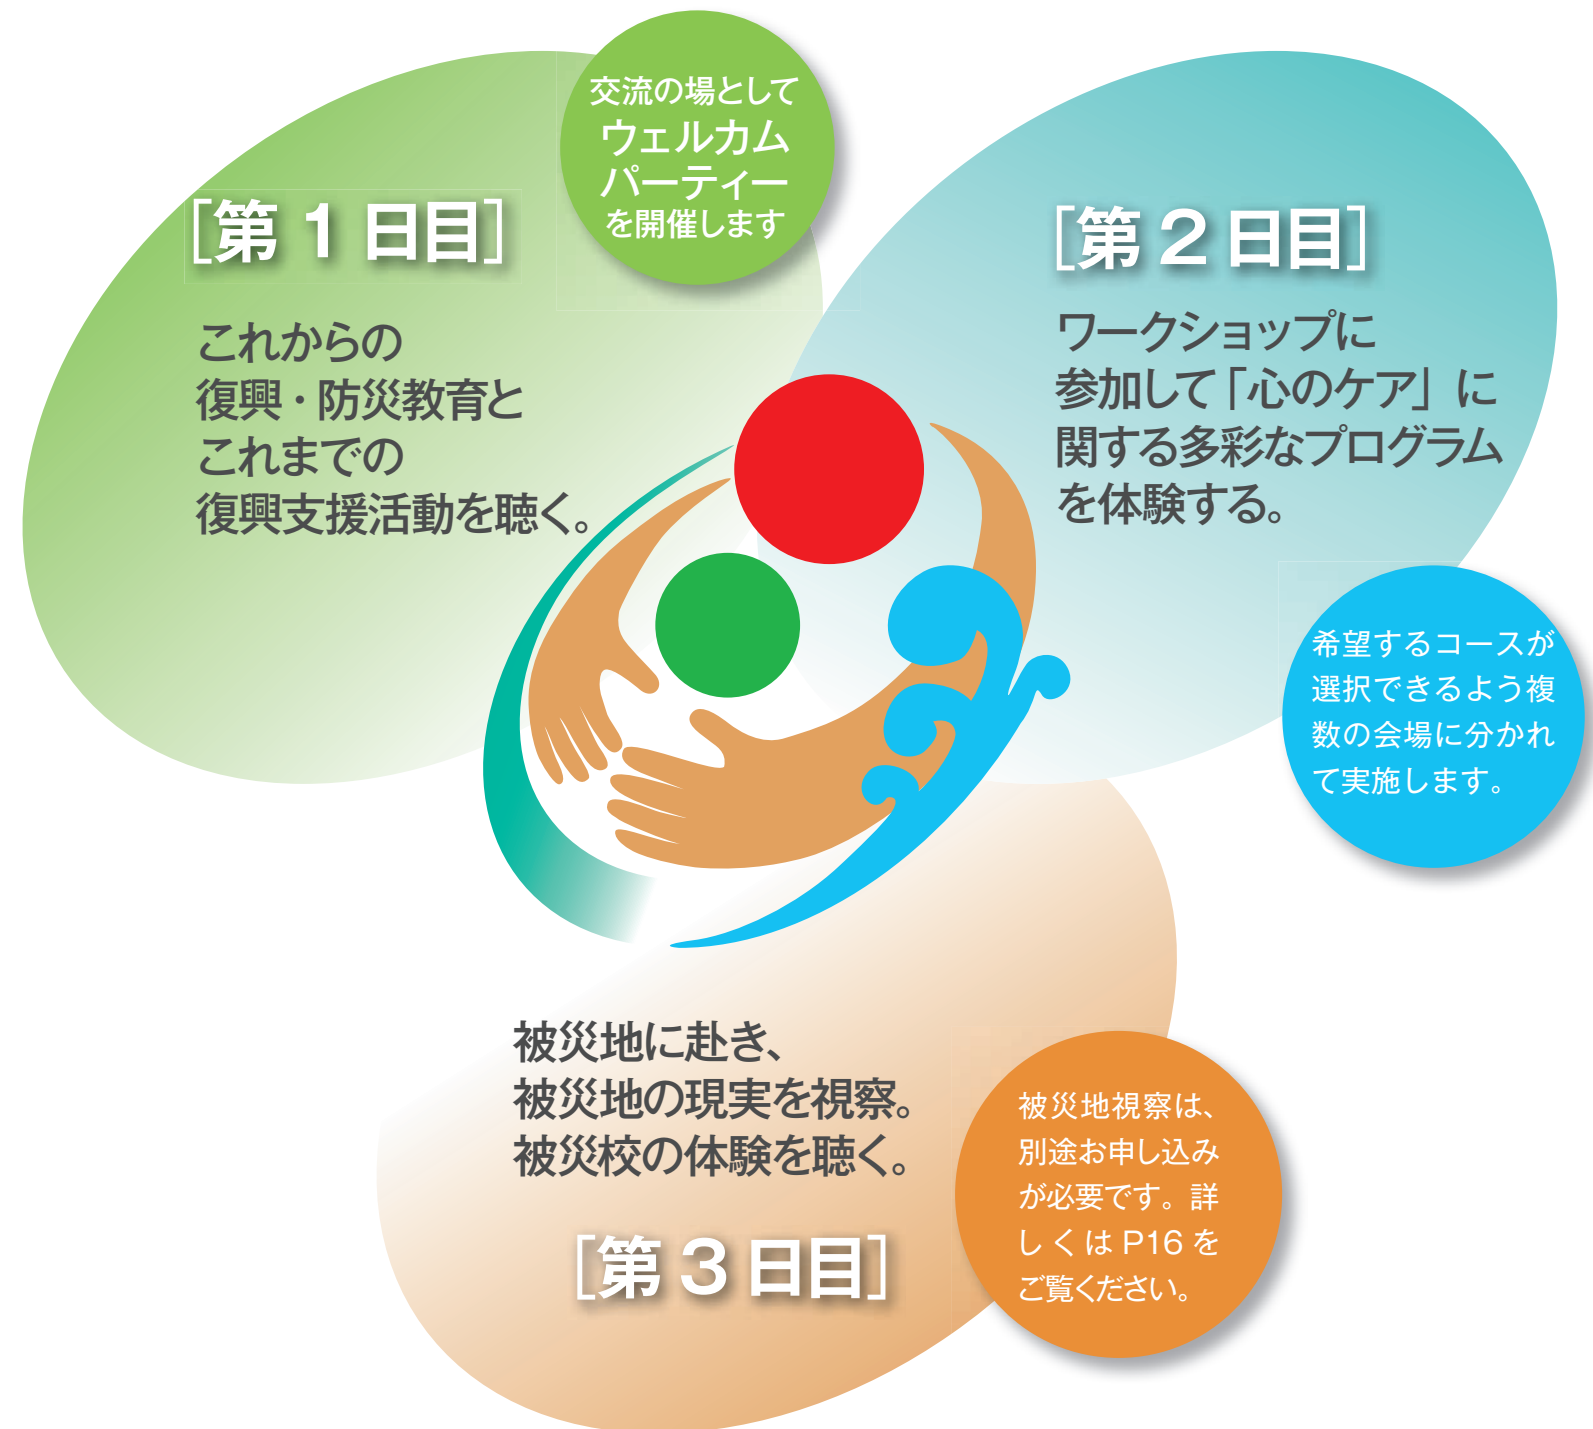 交流の場として
ウェルカム
パーティー
を開催します
[第1日目]
これからの
復興・防災教育と
これまでの
復興支援活動を聴く。
[第2日目]
ワークショップに
参加して「心のケア」に
関する多彩なプログラム
を体験する。
希望するコースが
選択できるよう複
数の会場に分かれ
て実施します。
被災地に赴き、
被災地の現実を視察。
被災校の体験を聴く。
[第3日目]
被災地視察は、
別途お申し込み
が必要です。詳
しくはP16を
ご覧ください。